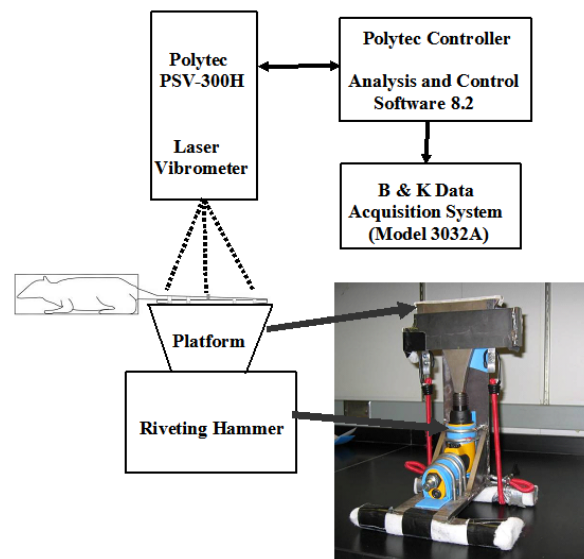 Polytec
PSV-300H
Laser
Vibrometer
Polytec Controller
Analysis and Control
Software 8.2
B & K Data
Acquisition System
(Model 3032A)
Platform
Riveting Hammer